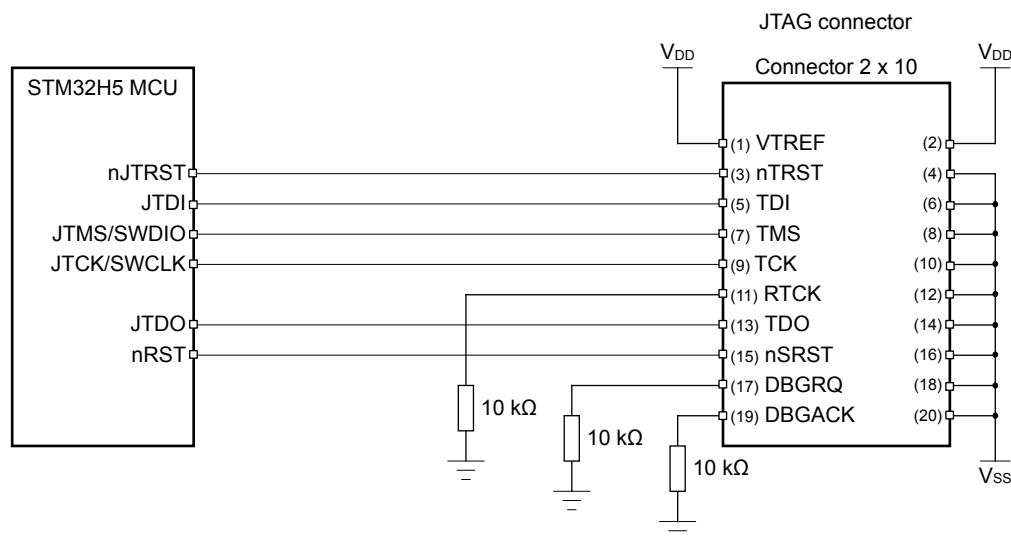 JTAG connector
VDD
VDD
Connector 2 x 10
STM32H5 MCU
(1) VTREF
(2)
nJTRST
(3) nTRST
(4)
JTDI
(5) TDI
(6)
JTMS/SWDIO
(7) TMS
(8)
JTCK/SWCLK
(9) TCK
(10)
(11) RTCK
(12)
JTDO
(13) TDO
(14)
nRST
(15) nSRST
(16)
(17) DBGRQ
(18)
(19) DBGACK
(20)
10 kΩ
10 kΩ
10 kΩ
VSS